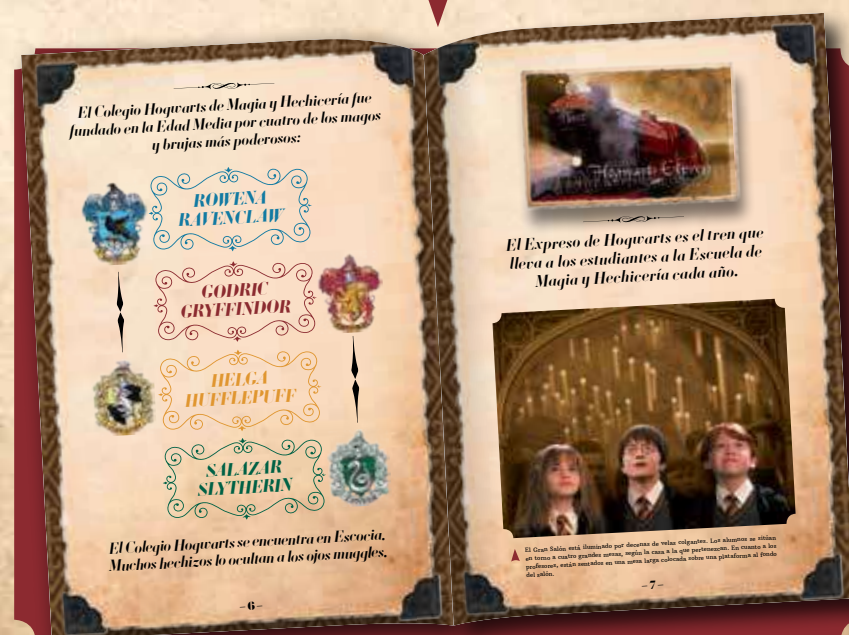 El Colegio Hogwarts de Magia y Hechicería fue
fundado en la Edad Media por cuatro de los magos
y brujas más poderosos:
ROWENA
RAVENCLAW
GODRIC
GRYFFINDOR
HELGA
HUFFLEPUFF
SALAZAR
SLYTHERIN
El Colegio Hogwarts se encuentra en Escocia.
Muchos hechizos lo ocultan a los ojos muggles.
–6–
Hogwarts Express
El Expreso de Hogwarts es el tren que
lleva a los estudiantes a la Escuela de
Magia y Hechicería cada año.
El Gran Salón está iluminado por decenas de velas colgantes. Los alumnos se sitúan
en torno a cuatro grandes mesas, según la casa a la que pertenezcan. En cuanto a los
profesores, están sentados en una mesa larga colocada sobre una plataforma al fondo
del salón.
–7–